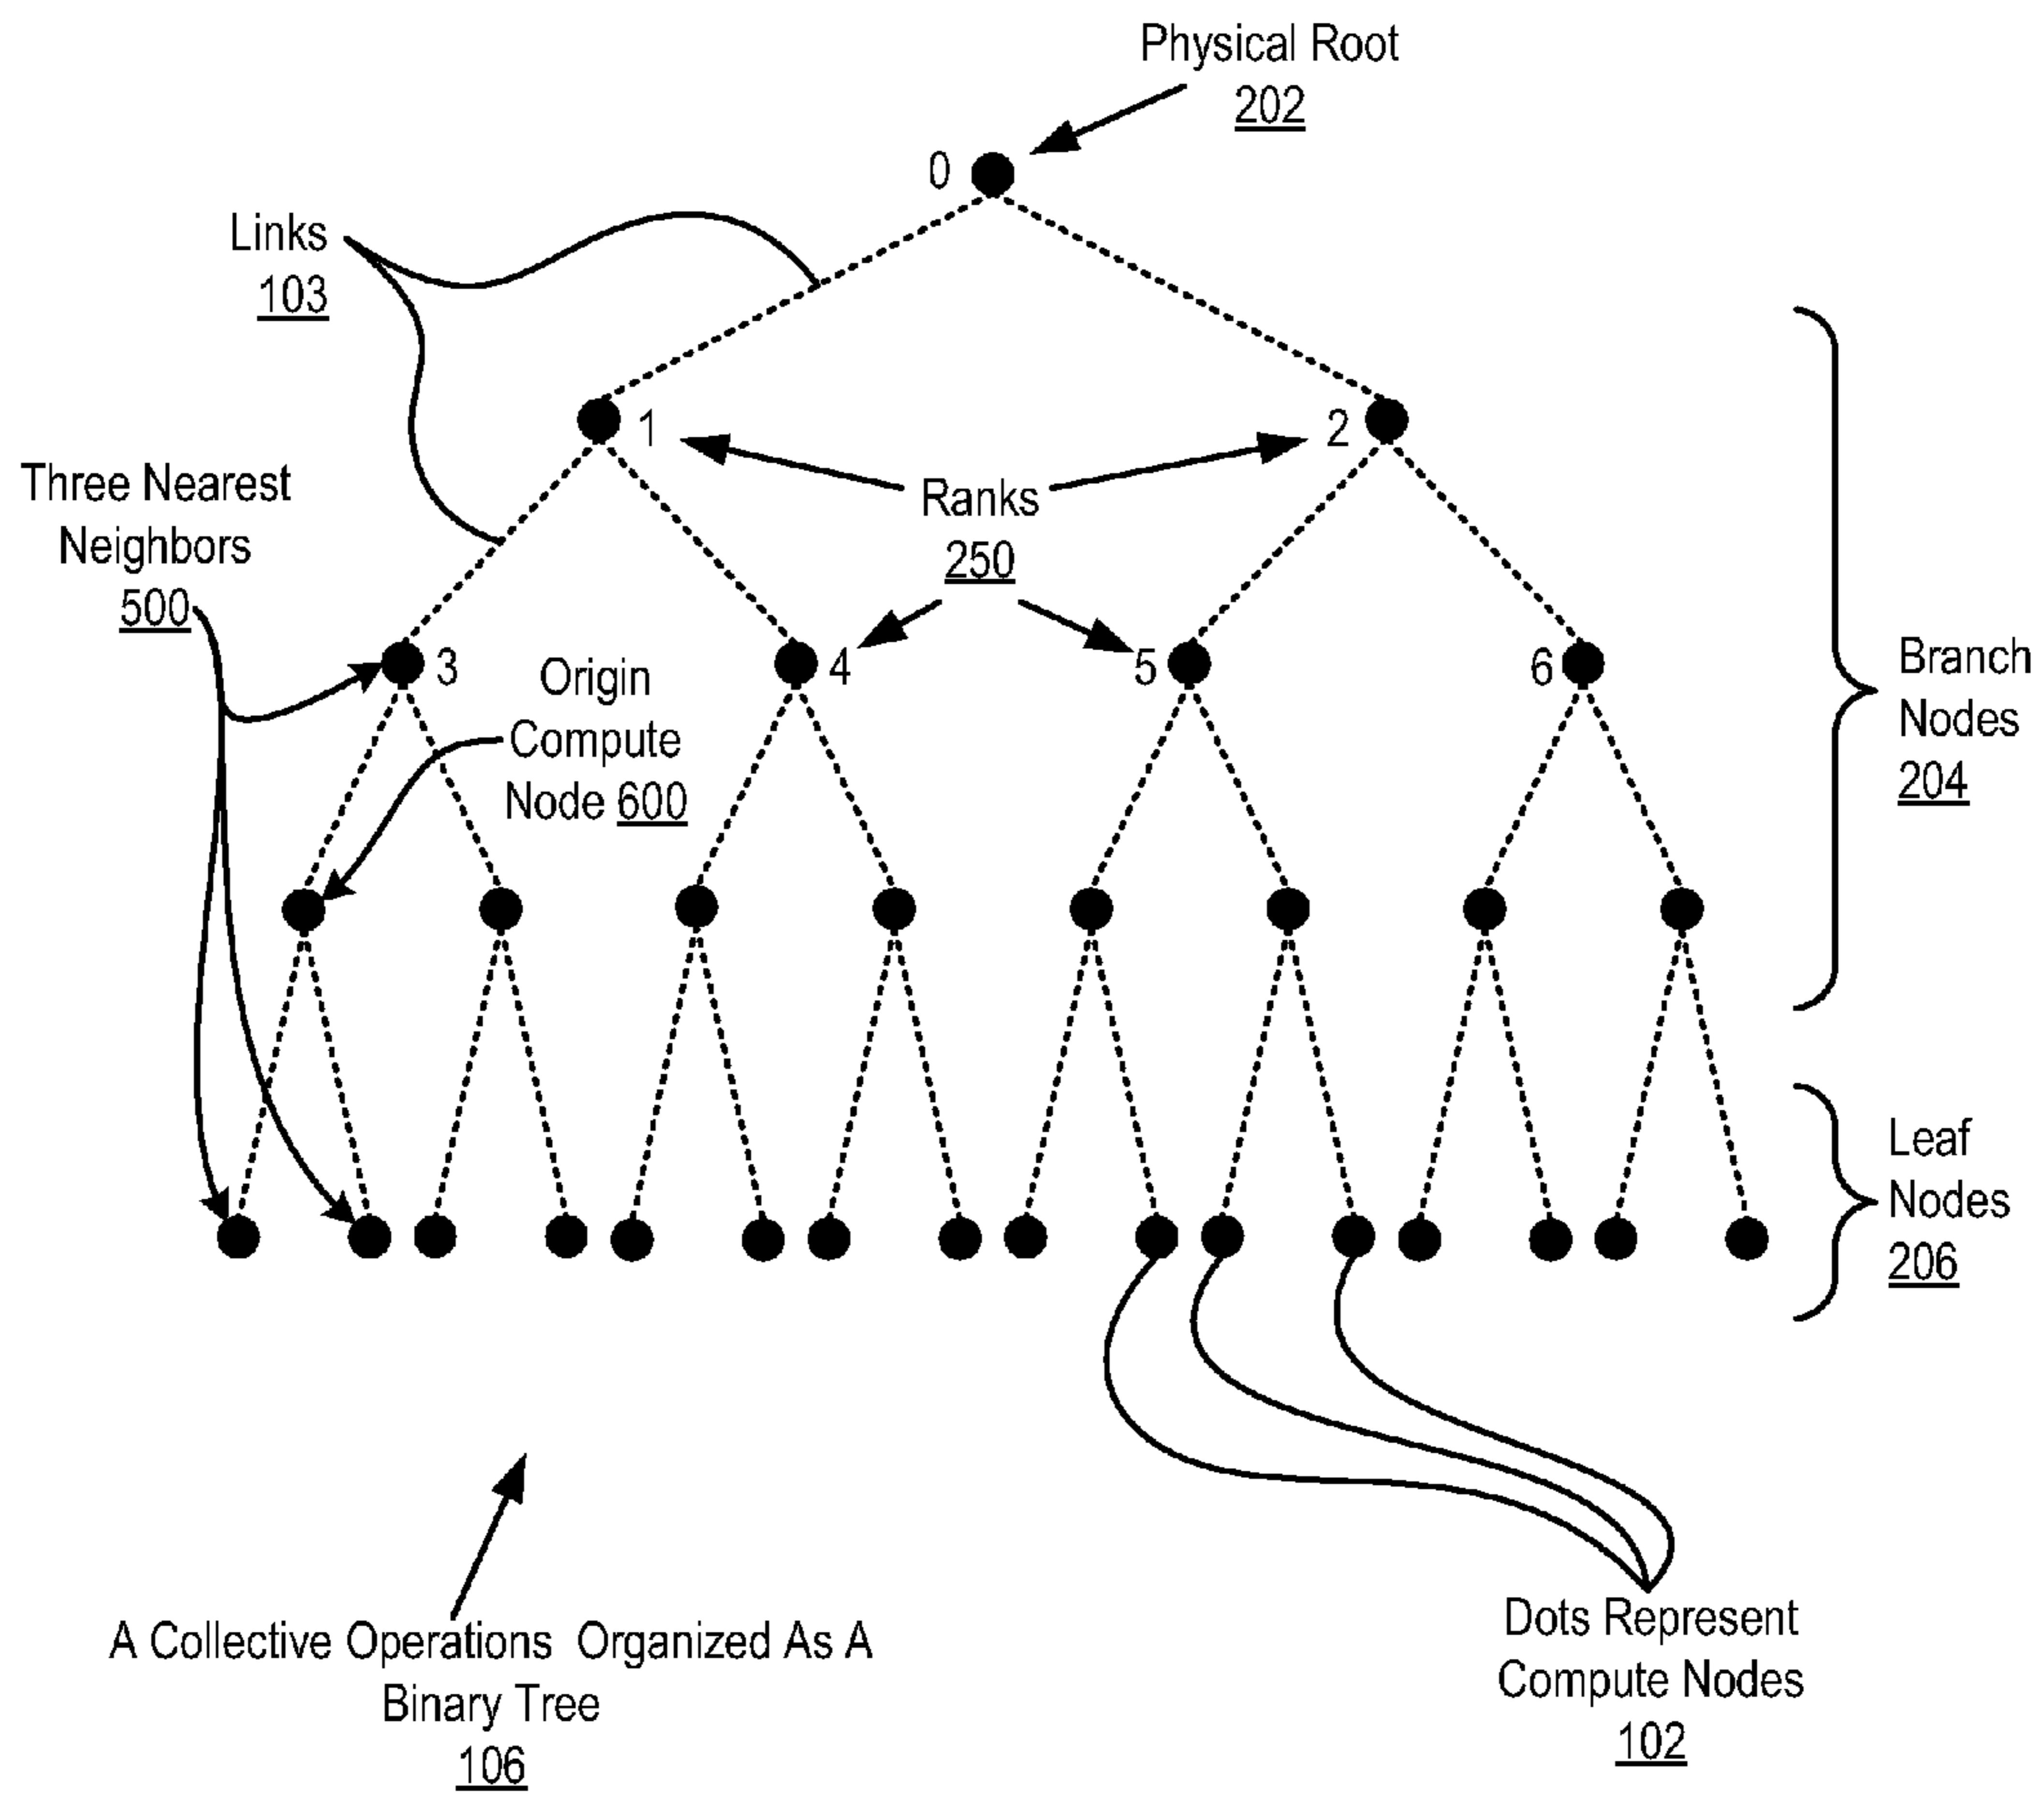 Physical Root
202
0
Links
103
1
2
Three Nearest
Neighbors
500
Ranks
250
3
Origin
Compute
Node 600
4
5
6
Branch
Nodes
204
Leaf
Nodes
206
A Collective Operations Organized As A
Binary Tree
106
Dots Represent
Compute Nodes
102